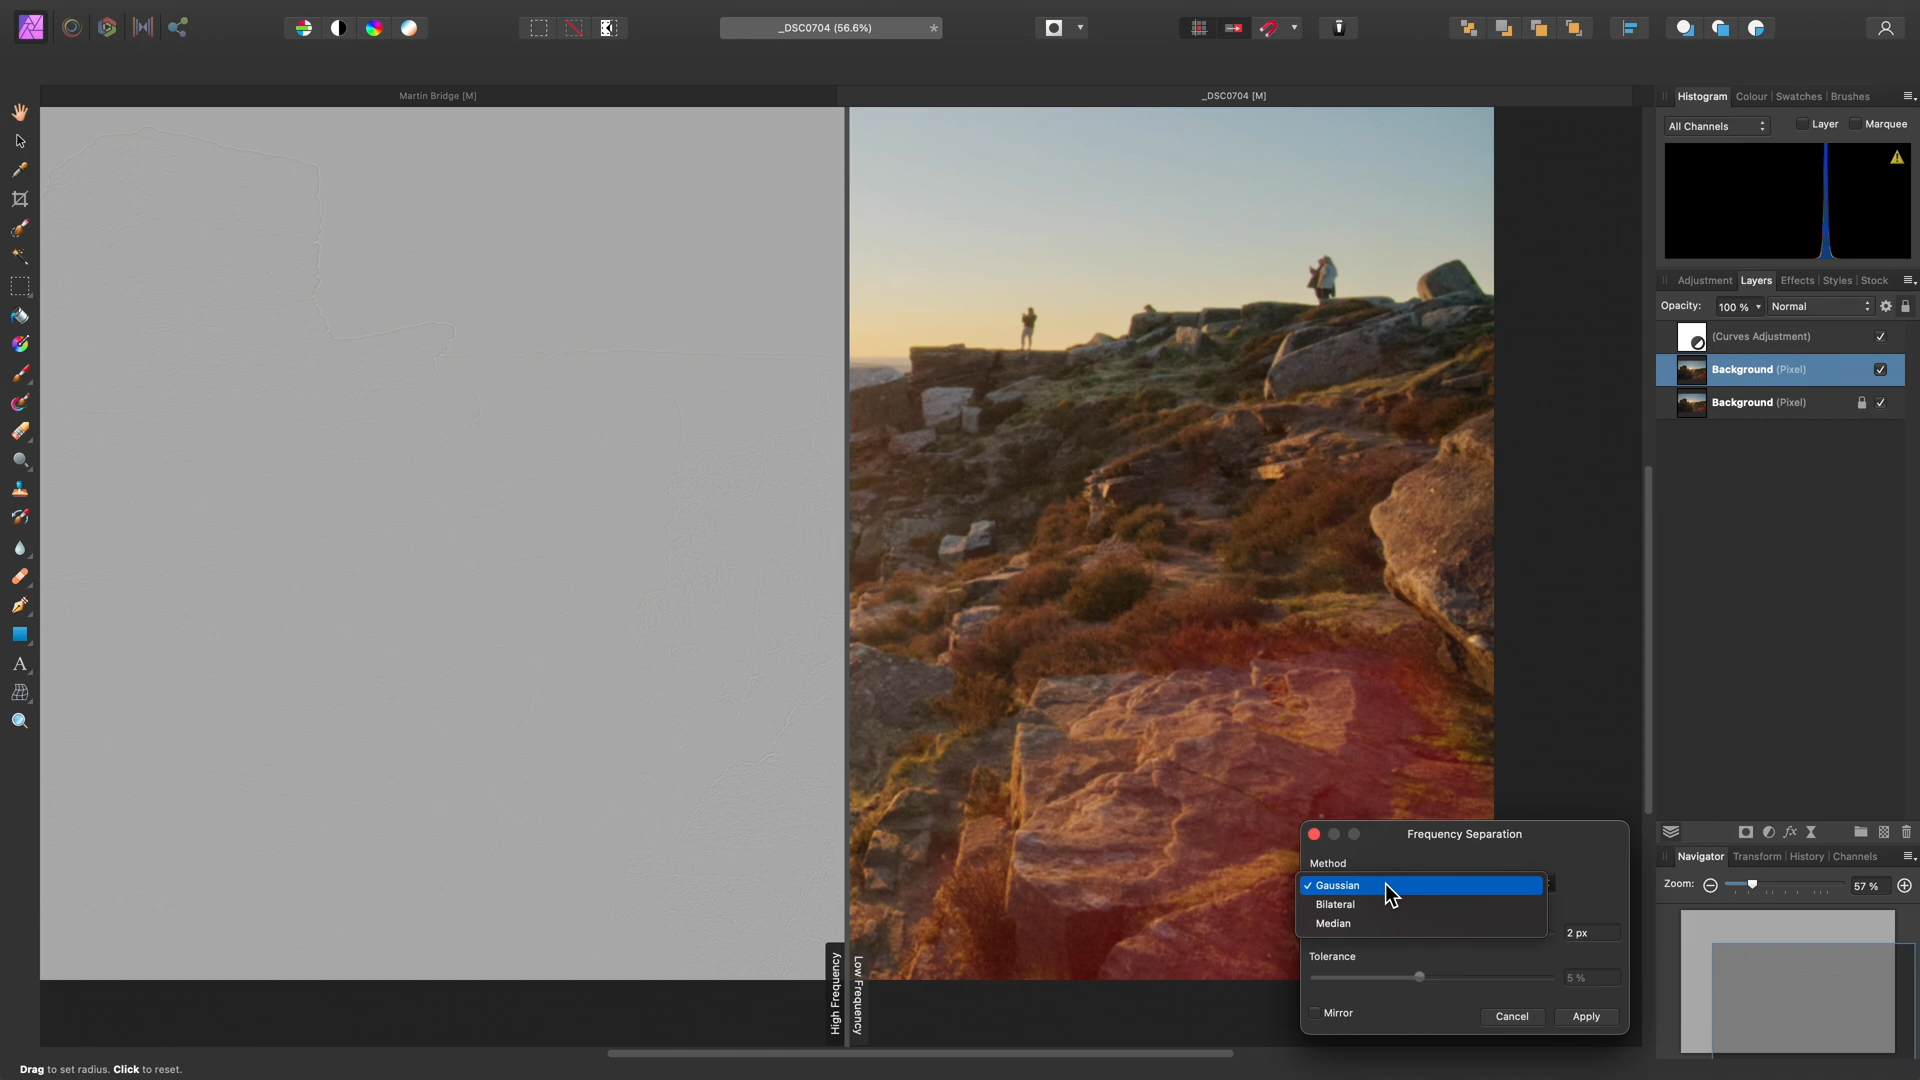 _DSC0704 (56.6%)
Martin Bridge [M]
_DSC0704 [M]
Histogram
Colour
Swatches
Brushes
All Channels
Layer
Marquee
Adjustment
Layers
Effects
Styles
Stock
Opacity:
100 %
Normal
(Curves Adjustment)
Background (Pixel)
Background (Pixel)
A
High Frequency
Low Frequency
Frequency Separation
Method
✓ Gaussian
Bilateral
Median
2 px
Tolerance
5 %
Mirror
Cancel
Apply
fx
Navigator
Transform
History
Channels
Zoom:
57 %
Drag to set radius. Click to reset.